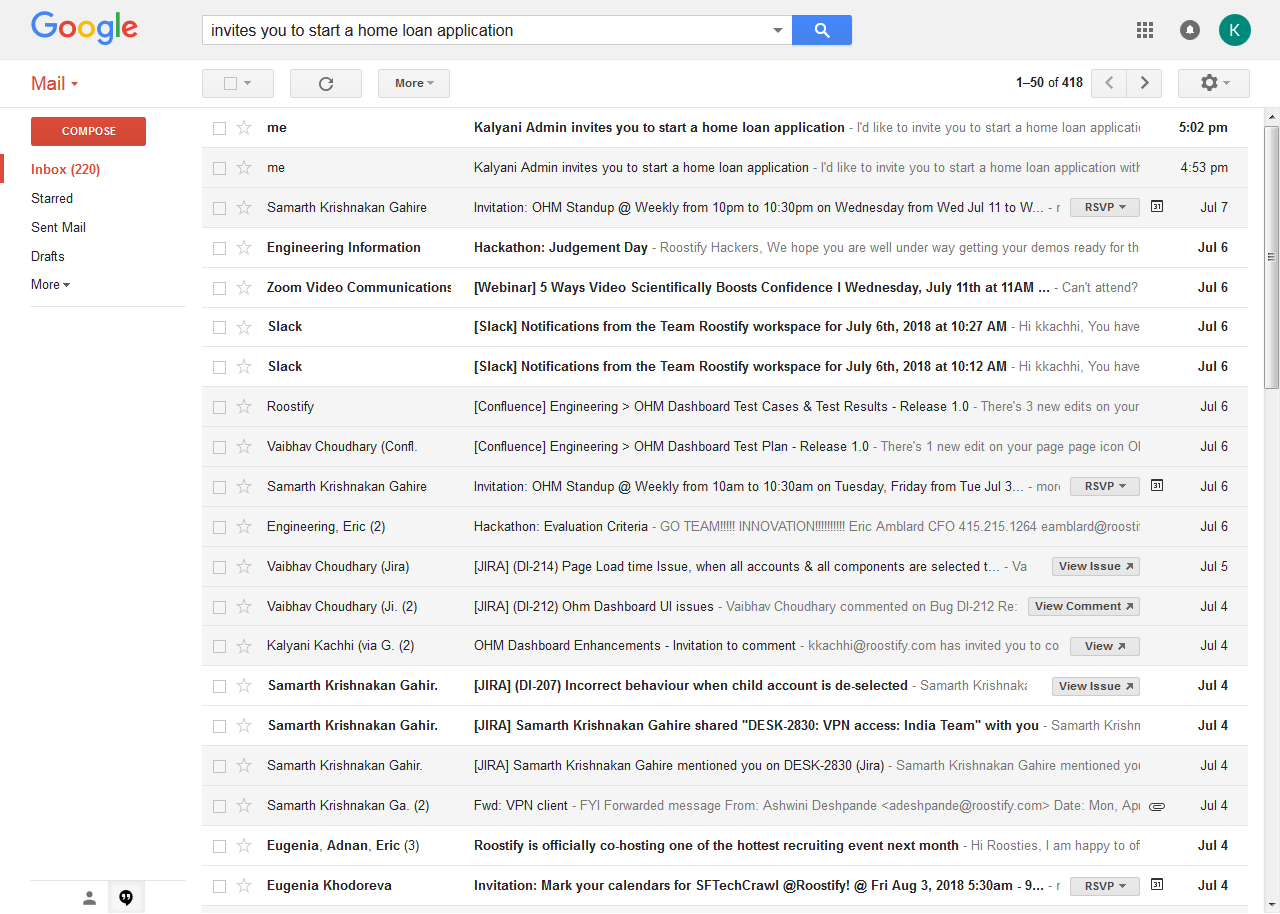 Google
invites you to start a home loan application
K
Mail
More
1–50 of 418
COMPOSE
Inbox (220)
Starred
Sent Mail
Drafts
More
me Kalyani Admin invites you to start a home loan application - I'd like to invite you to start a home loan applicatio 5:02 pm
me Kalyani Admin invites you to start a home loan application - I'd like to invite you to start a home loan application with 4:53 pm
Samarth Krishnakan Gahire Invitation: OHM Standup @ Weekly from 10pm to 10:30pm on Wednesday from Wed Jul 11 to W... - r RSVP 31 Jul 7
Engineering Information Hackathon: Judgement Day - Roostify Hackers, We hope you are well under way getting your demos ready for th Jul 6
Zoom Video Communications [Webinar] 5 Ways Video Scientifically Boosts Confidence I Wednesday, July 11th at 11AM ... - Can't attend? Jul 6
Slack [Slack] Notifications from the Team Roostify workspace for July 6th, 2018 at 10:27 AM - Hi kkachhi, You have Jul 6
Slack [Slack] Notifications from the Team Roostify workspace for July 6th, 2018 at 10:12 AM - Hi kkachhi, You have Jul 6
Roostify [Confluence] Engineering > OHM Dashboard Test Cases & Test Results - Release 1.0 - There's 3 new edits on your Jul 6
Vaibhav Choudhary (Confl. [Confluence] Engineering > OHM Dashboard Test Plan - Release 1.0 - There's 1 new edit on your page page icon Ol Jul 6
Samarth Krishnakan Gahire Invitation: OHM Standup @ Weekly from 10am to 10:30am on Tuesday, Friday from Tue Jul 3... - more RSVP 31 Jul 6
Engineering, Eric (2) Hackathon: Evaluation Criteria - GO TEAM!!!!! INNOVATION!!!!!!!!!! Eric Amblard CFO 415.215.1264 eamblard@roostif Jul 6
Vaibhav Choudhary (Jira) [JIRA] (DI-214) Page Load time Issue, when all accounts & all components are selected t... - Va View Issue Jul 5
Vaibhav Choudhary (Ji. (2) [JIRA] (DI-212) Ohm Dashboard UI issues - Vaibhav Choudhary commented on Bug DI-212 Re: View Comment Jul 4
Kalyani Kachhi (via G. (2) OHM Dashboard Enhancements - Invitation to comment - kkachhi@roostify.com has invited you to co View Jul 4
Samarth Krishnakan Gahir. [JIRA] (DI-207) Incorrect behaviour when child account is de-selected - Samarth Krishnaka View Issue Jul 4
Samarth Krishnakan Gahir. [JIRA] Samarth Krishnakan Gahire shared "DESK-2830: VPN access: India Team" with you - Samarth Krishn Jul 4
Samarth Krishnakan Gahir. [JIRA] Samarth Krishnakan Gahire mentioned you on DESK-2830 (Jira) - Samarth Krishnakan Gahire mentioned you Jul 4
Samarth Krishnakan Ga. (2) Fwd: VPN client - FYI Forwarded message From: Ashwini Deshpande <adeshpande@roostify.com> Date: Mon, Apr Jul 4
Eugenia, Adnan, Eric (3) Roostify is officially co-hosting one of the hottest recruiting event next month - Hi Roosties, I am happy to of Jul 4
Eugenia Khodoreva Invitation: Mark your calendars for SFTechCrawl @Roostify! @ Fri Aug 3, 2018 5:30am - 9... - r RSVP 31 Jul 4